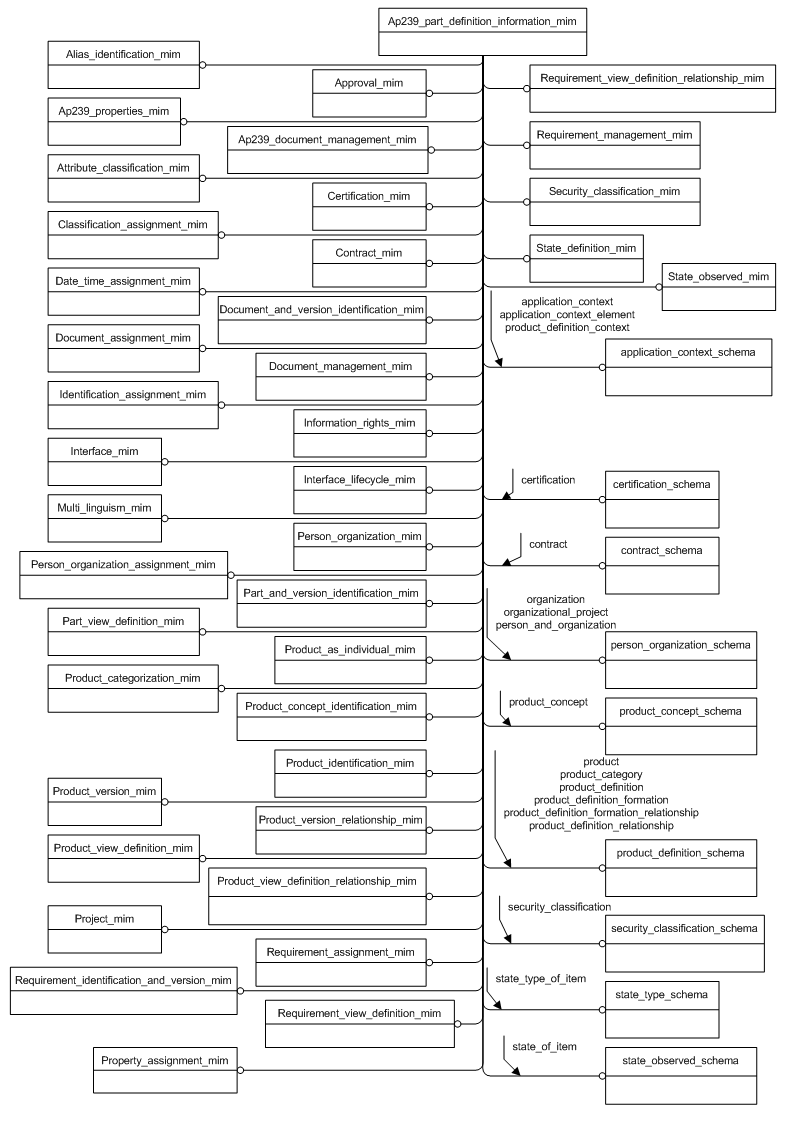 Ap239_part_definition_information_mim
Alias_identification_mim
Approval_mim
Requirement_view_definition_relationship_mim
Ap239_properties_mim
Ap239_document_management_mim
Requirement_management_mim
Attribute_classification_mim
Certification_mim
Security_classification_mim
Classification_assignment_mim
Contract_mim
State_definition_mim
Date_time_assignment_mim
State_observed_mim
Document_and_version_identification_mim
application_context
application_context_element
product_definition_context
Document_assignment_mim
application_context_schema
Document_management_mim
Identification_assignment_mim
Information_rights_mim
Interface_mim
Interface_lifecycle_mim
certification
certification_schema
Multi_linguism_mim
Person_organization_mim
contract
contract_schema
Person_organization_assignment_mim
Part_and_version_identification_mim
organization
organizational_project
person_and_organization
Part_view_definition_mim
Product_as_individual_mim
person_organization_schema
Product_categorization_mim
Product_concept_identification_mim
product_concept
product_concept_schema
Product_identification_mim
product
product_category
product_definition
product_definition_formation
product_definition_formation_relationship
product_definition_relationship
Product_version_mim
Product_version_relationship_mim
Product_view_definition_mim
product_definition_schema
Product_view_definition_relationship_mim
Project_mim
security_classification
security_classification_schema
Requirement_assignment_mim
Requirement_identification_and_version_mim
state_type_of_item
state_type_schema
Requirement_view_definition_mim
state_of_item
Property_assignment_mim
state_observed_schema